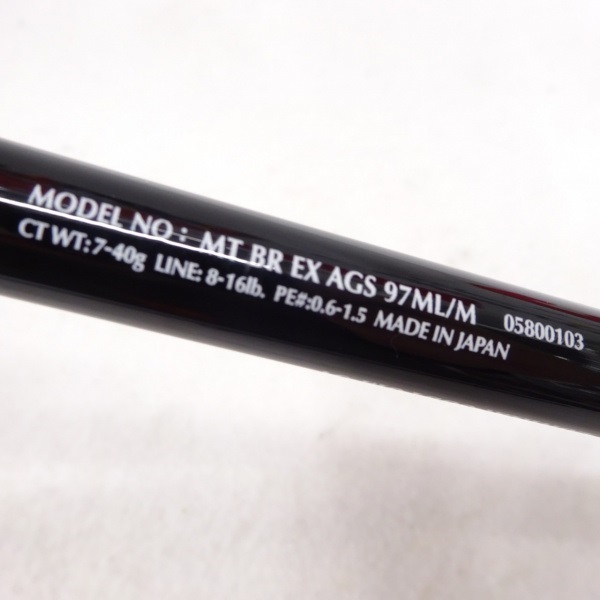 MODEL NO : MT BR EX AGS 97ML/M 05800103
CT WT: 7-40g LINE: 8-16lb. PE#:0.6-1.5 MADE IN JAPAN